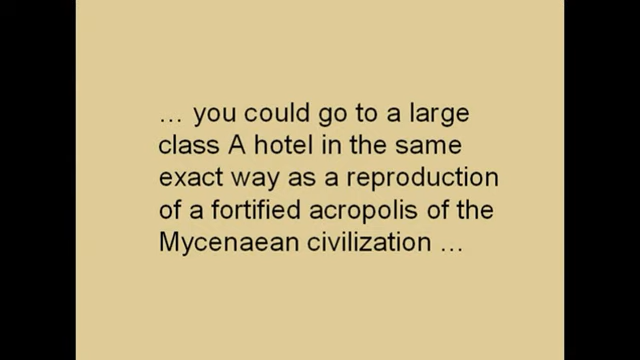 … you could go to a large
class A hotel in the same
exact way as a reproduction
of a fortified acropolis of the
Mycenaean civilization …